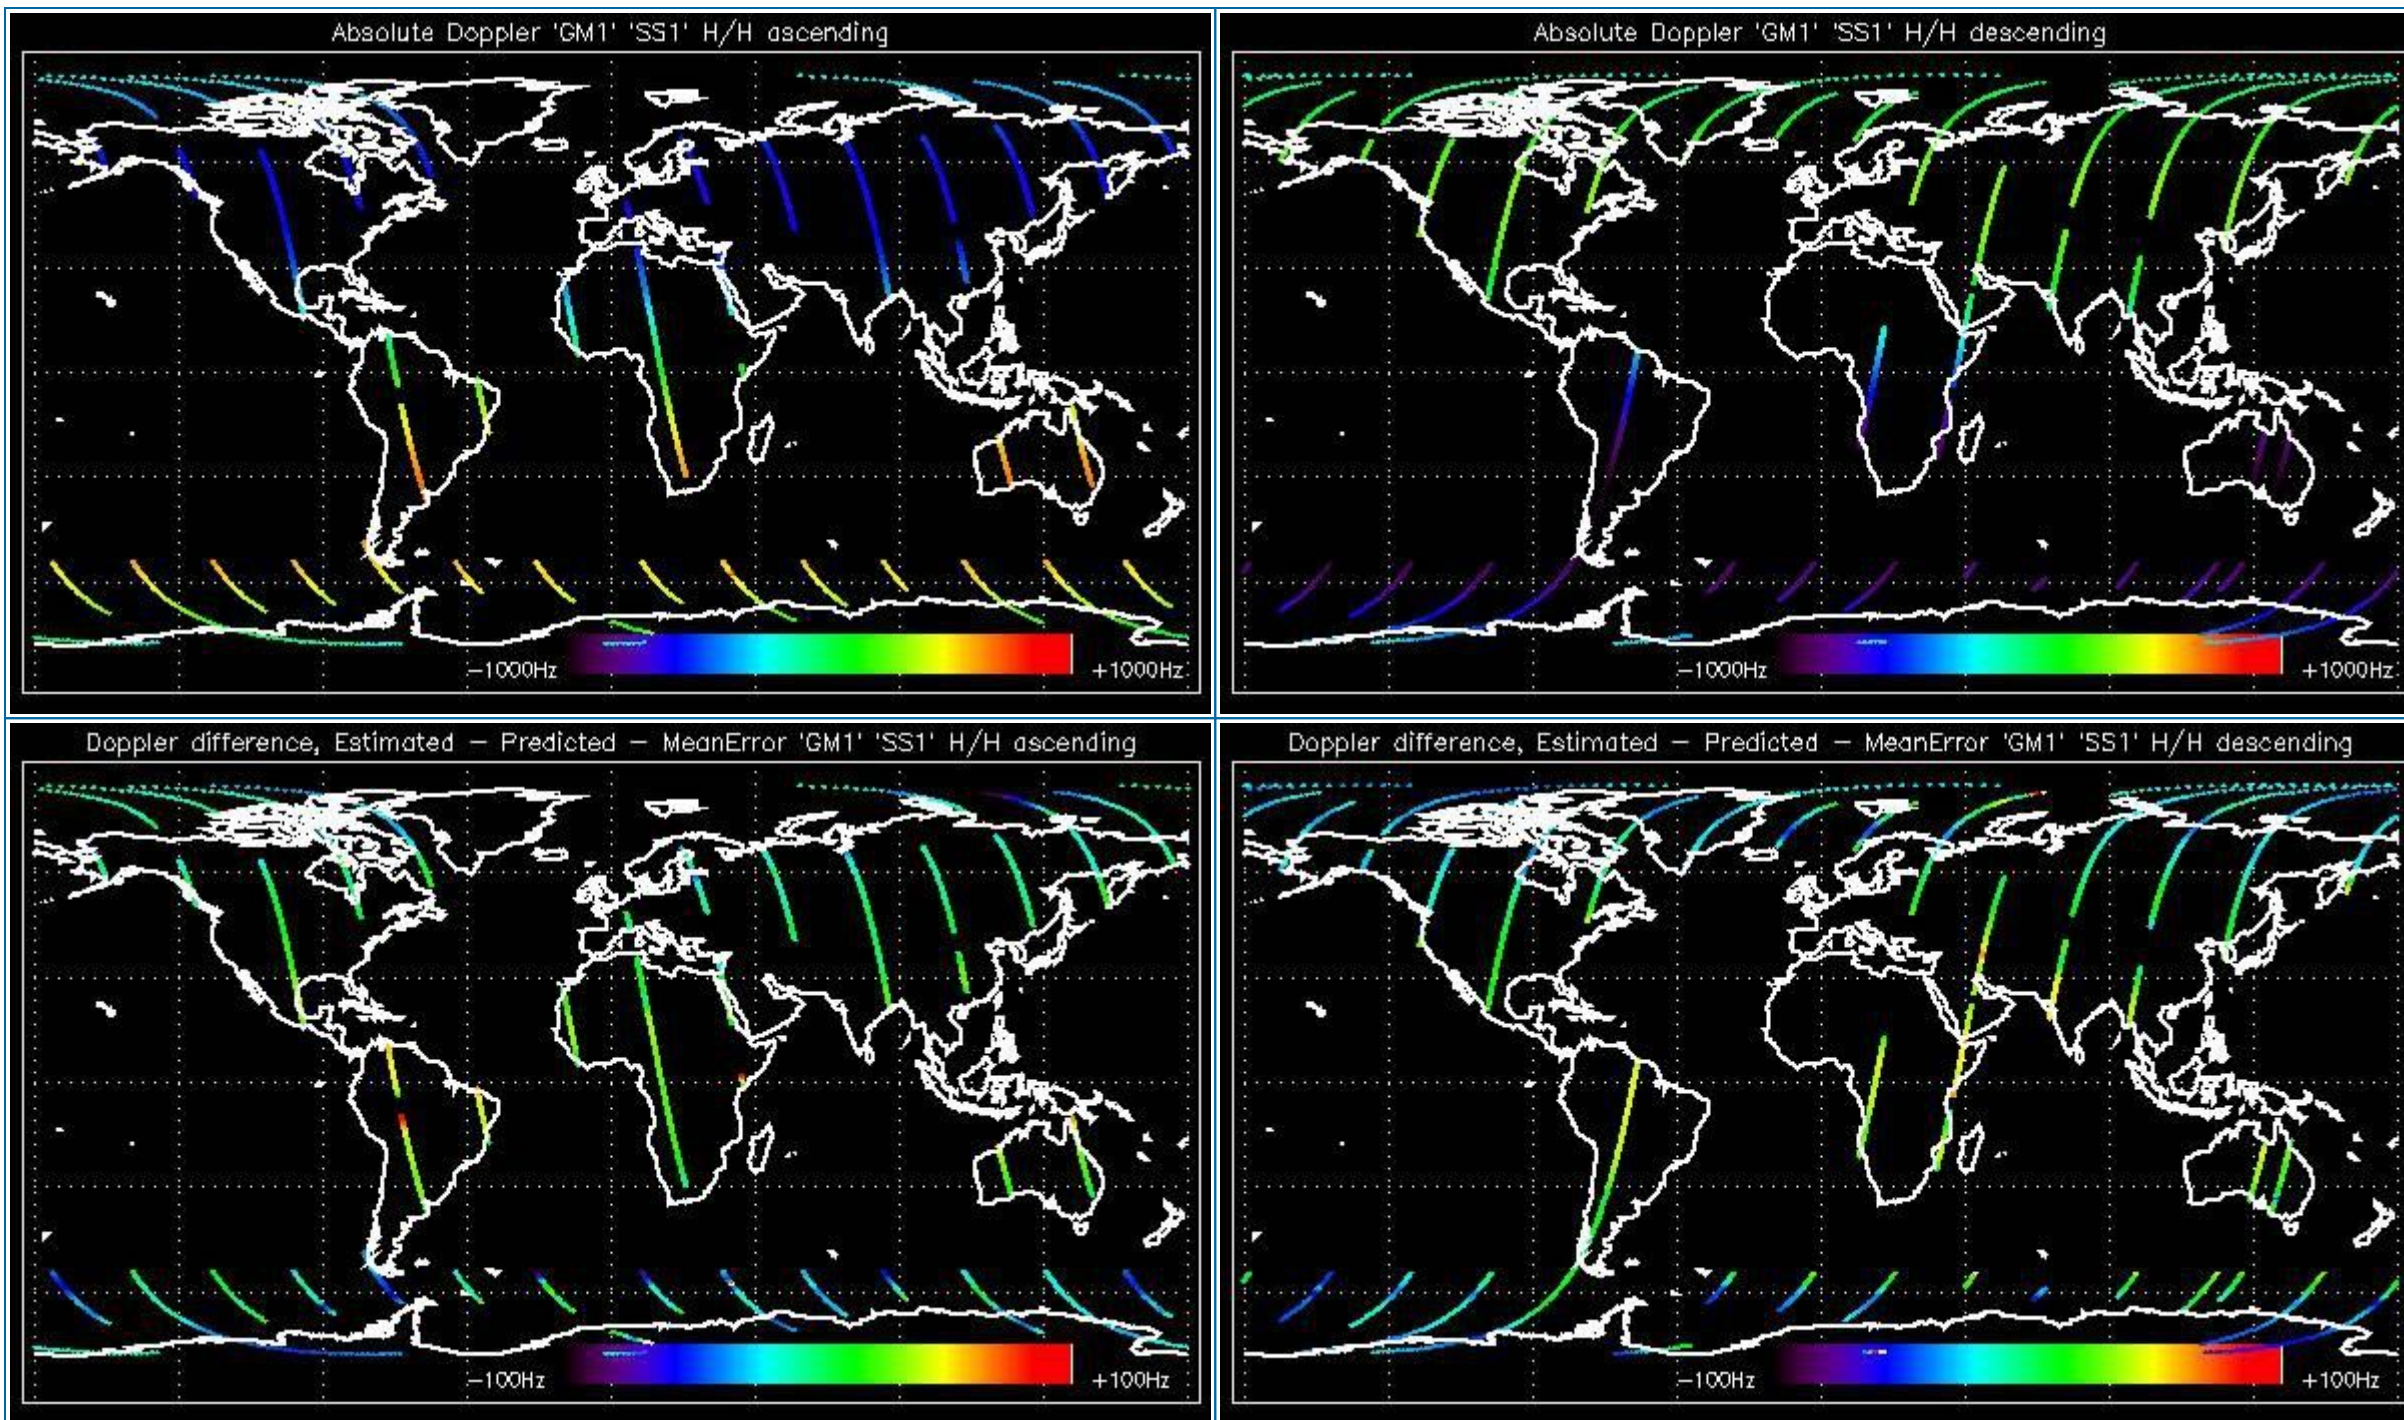 Absolute Doppler 'GM1' 'SS1' H/H ascending
-1000Hz
+1000Hz
Absolute Doppler 'GM1' 'SS1' H/H descending
-1000Hz
+1000Hz
Doppler difference, Estimated - Predicted - MeanError 'GM1' 'SS1' H/H ascending
-100Hz
+100Hz
Doppler difference, Estimated - Predicted - MeanError 'GM1' 'SS1' H/H descending
-100Hz
+100Hz